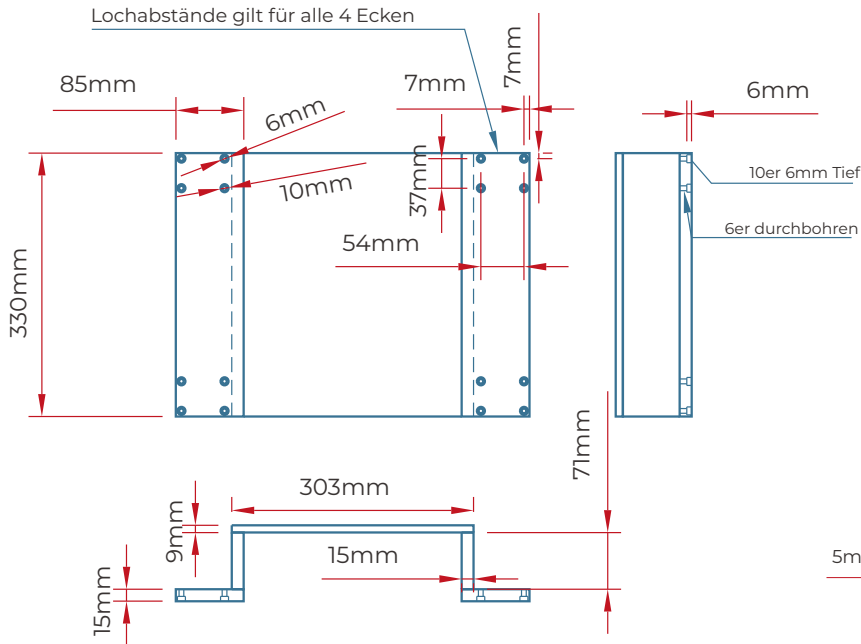 Lochabstände gilt für alle 4 Ecken
85mm
7mm
7mm
6mm
6mm
10mm
37mm
10er 6mm Tief
6er durchbohren
54mm
330mm
71mm
303mm
9mm
15mm
5m
15mm